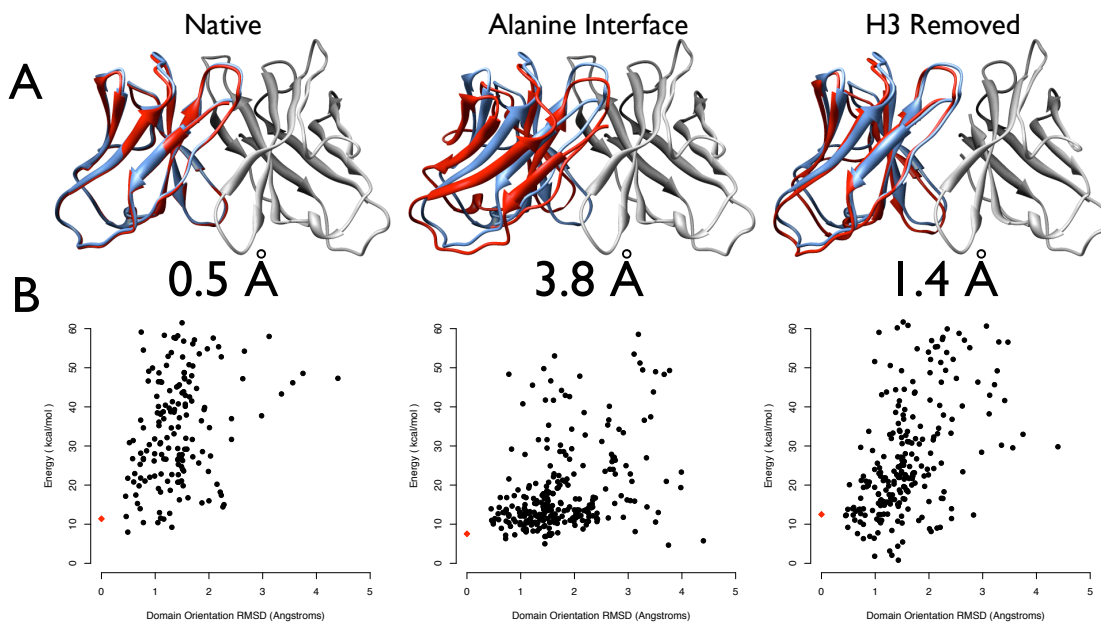 Native Alanine Interface H3 Removed
A
0.5 Å 3.8 Å 1.4 Å
B
Energy ( kcal/mol )
0 10 20 30 40 50 60
0 1 2 3 4 5
Domain Orientation RMSD (Angstroms)
Energy ( kcal/mol )
0 10 20 30 40 50 60
0 1 2 3 4 5
Domain Orientation RMSD (Angstroms)
Energy ( kcal/mol )
0 10 20 30 40 50 60
0 1 2 3 4 5
Domain Orientation RMSD (Angstroms)